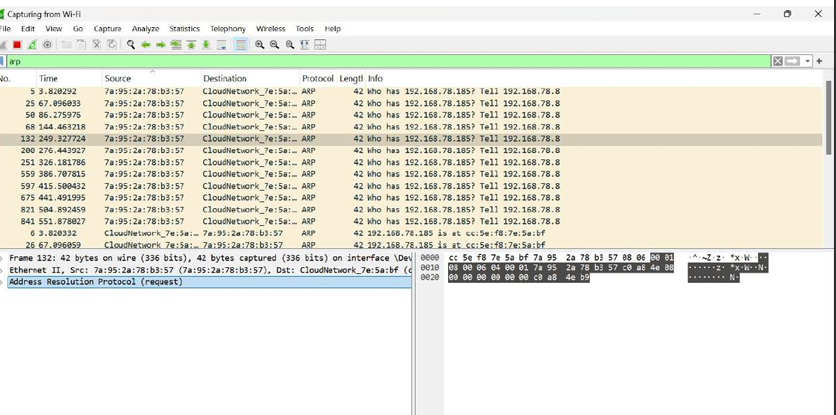 Capturing from Wi-Fi
File Edit View Go Capture Analyze Statistics Telephony Wireless Tools Help
arp
No. Time Source Destination Protocol Length Info
5 3.820292 7a:95:2a:78:b3:57 CloudNetwork_7e:5a:… ARP 42 Who has 192.168.78.185? Tell 192.168.78.8
25 67.096033 7a:95:2a:78:b3:57 CloudNetwork_7e:5a:… ARP 42 Who has 192.168.78.185? Tell 192.168.78.8
50 86.275976 7a:95:2a:78:b3:57 CloudNetwork_7e:5a:… ARP 42 Who has 192.168.78.185? Tell 192.168.78.8
68 144.463218 7a:95:2a:78:b3:57 CloudNetwork_7e:5a:… ARP 42 Who has 192.168.78.185? Tell 192.168.78.8
132 249.327724 7a:95:2a:78:b3:57 CloudNetwork_7e:5a:… ARP 42 Who has 192.168.78.185? Tell 192.168.78.8
200 276.443927 7a:95:2a:78:b3:57 CloudNetwork_7e:5a:… ARP 42 Who has 192.168.78.185? Tell 192.168.78.8
251 326.181786 7a:95:2a:78:b3:57 CloudNetwork_7e:5a:… ARP 42 Who has 192.168.78.185? Tell 192.168.78.8
559 386.707815 7a:95:2a:78:b3:57 CloudNetwork_7e:5a:… ARP 42 Who has 192.168.78.185? Tell 192.168.78.8
597 415.500432 7a:95:2a:78:b3:57 CloudNetwork_7e:5a:… ARP 42 Who has 192.168.78.185? Tell 192.168.78.8
675 441.491995 7a:95:2a:78:b3:57 CloudNetwork_7e:5a:… ARP 42 Who has 192.168.78.185? Tell 192.168.78.8
821 504.892459 7a:95:2a:78:b3:57 CloudNetwork_7e:5a:… ARP 42 Who has 192.168.78.185? Tell 192.168.78.8
841 551.878027 7a:95:2a:78:b3:57 CloudNetwork_7e:5a:… ARP 42 Who has 192.168.78.185? Tell 192.168.78.8
6 3.820332 CloudNetwork_7e:5a:… 7a:95:2a:78:b3:57 ARP 42 192.168.78.185 is at cc:5e:f8:7e:5a:bf
26 67.096059 CloudNetwork_7e:5a:… 7a:95:2a:78:b3:57 ARP 42 192.168.78.185 is at cc:5e:f8:7e:5a:bf
Frame 132: 42 bytes on wire (336 bits), 42 bytes captured (336 bits) on interface \Dev
Ethernet II, Src: 7a:95:2a:78:b3:57 (7a:95:2a:78:b3:57), Dst: CloudNetwork_7e:5a:bf (c
Address Resolution Protocol (request)
0000 cc 5e f8 7e 5a bf 7a 95 2a 78 b3 57 08 06 00 01 ·^·~Z·z· *x·W····
0010 08 00 06 04 00 01 7a 95 2a 78 b3 57 c0 a8 4e 08 ······z· *x·W··N·
0020 00 00 00 00 00 00 c0 a8 4e b9 ········ N·